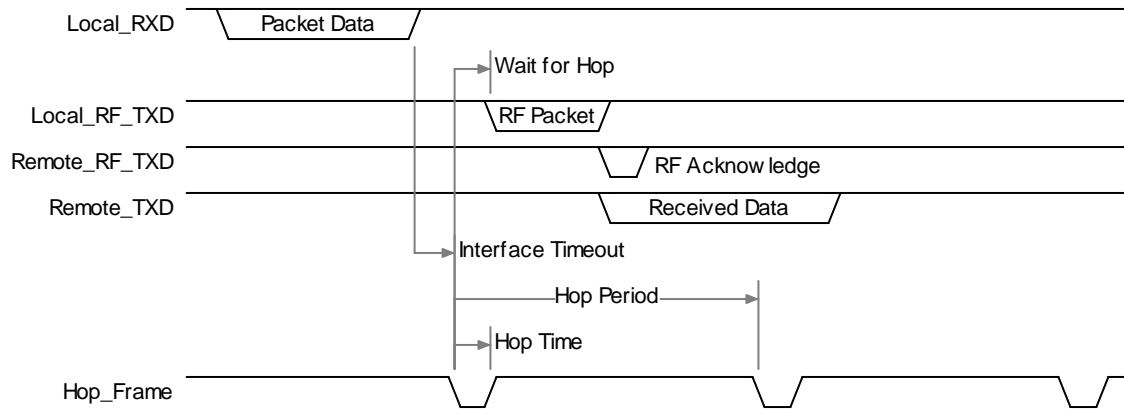 Local_RXD
Packet Data
Wait for Hop
Local_RF_TXD
RF Packet
Remote_RF_TXD
RF Acknow ledge
Remote_TXD
Received Data
Interface Timeout
Hop Period
Hop Time
Hop_Frame